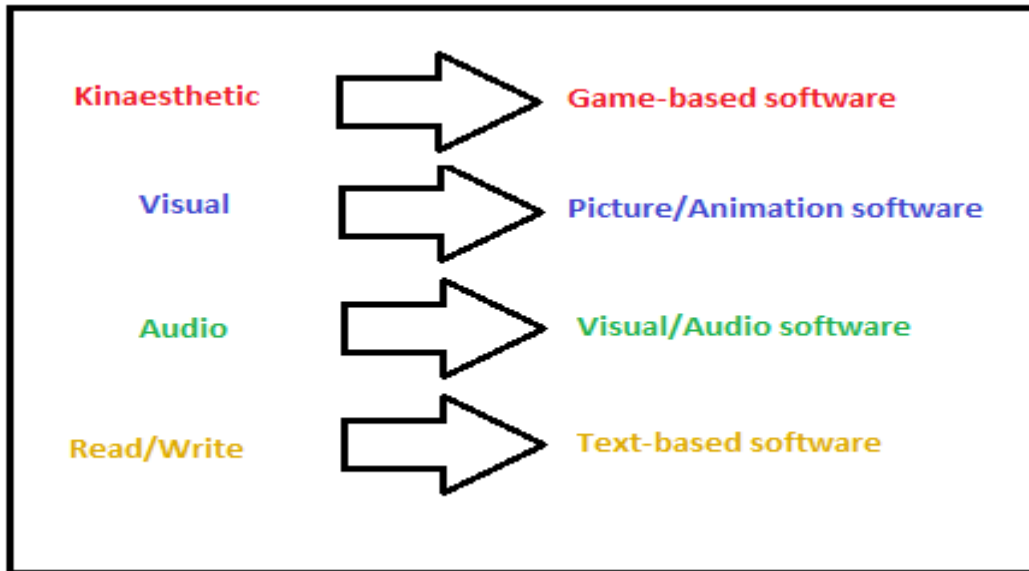 Kinaesthetic Game-based software
Visual Picture/Animation software
Audio Visual/Audio software
Read/Write Text-based software